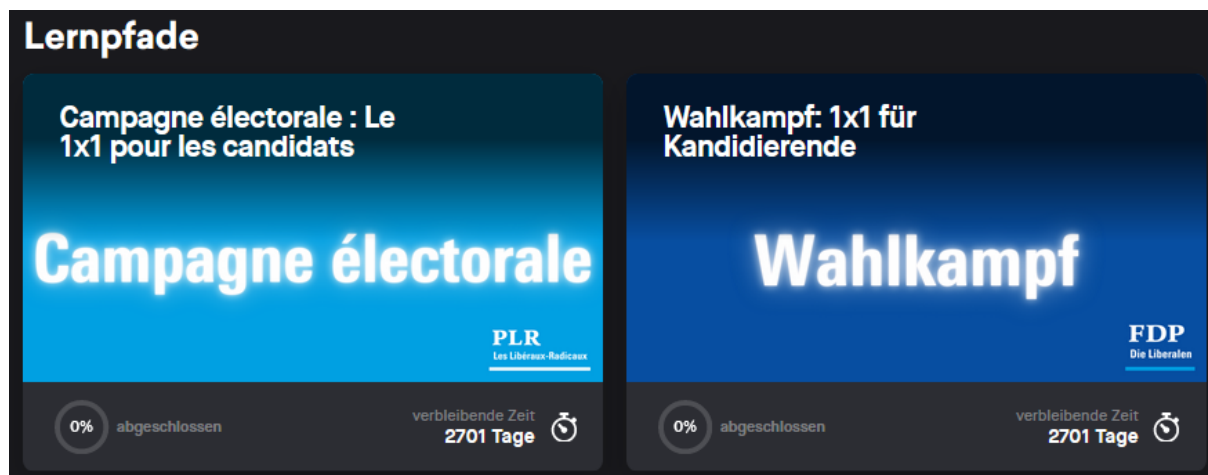 Lernpfade
Campagne électorale : Le
1x1 pour les candidats
Campagne électorale
PLR
Les Libéraux-Radicaux
0% abgeschlossen
verbleibende Zeit
2701 Tage
Wahlkampf: 1x1 für
Kandidierende
Wahlkampf
FDP
Die Liberalen
0% abgeschlossen
verbleibende Zeit
2701 Tage